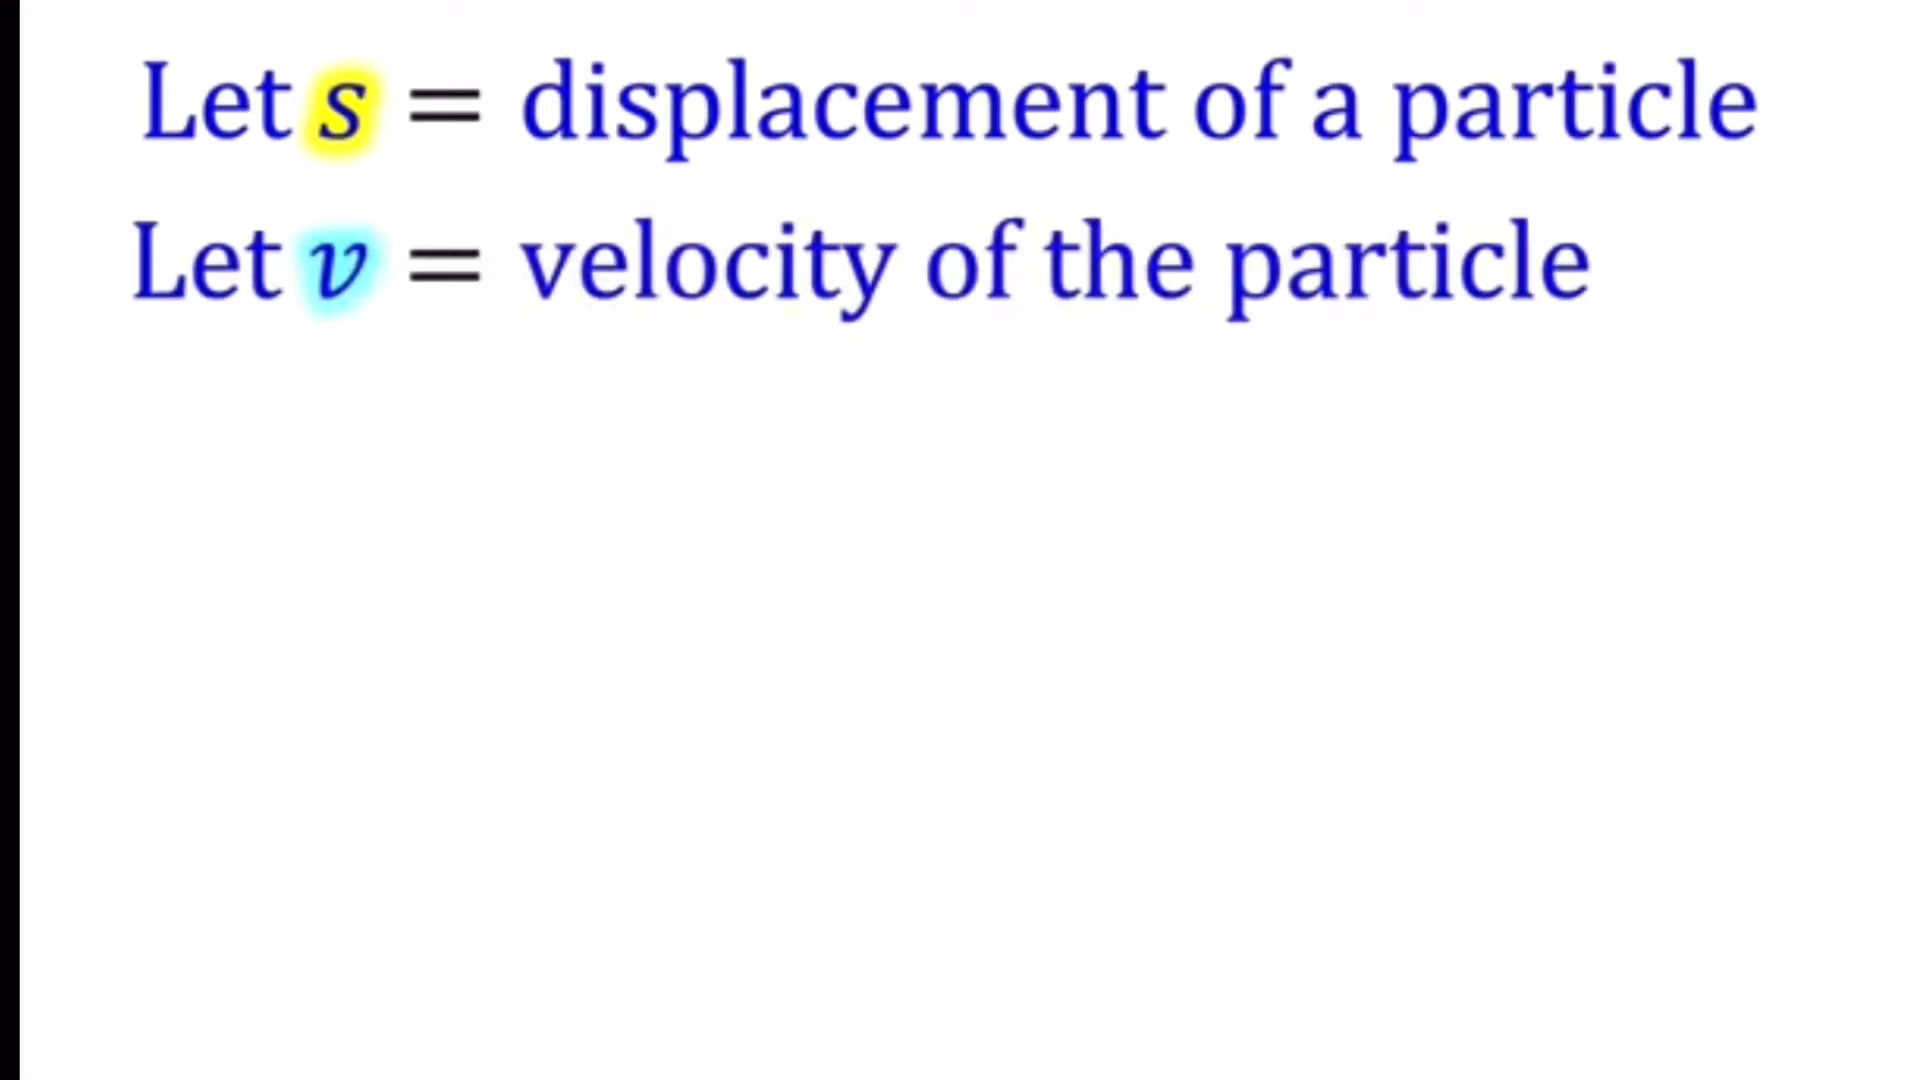 Let s = displacement of a particle
Let v = velocity of the particle